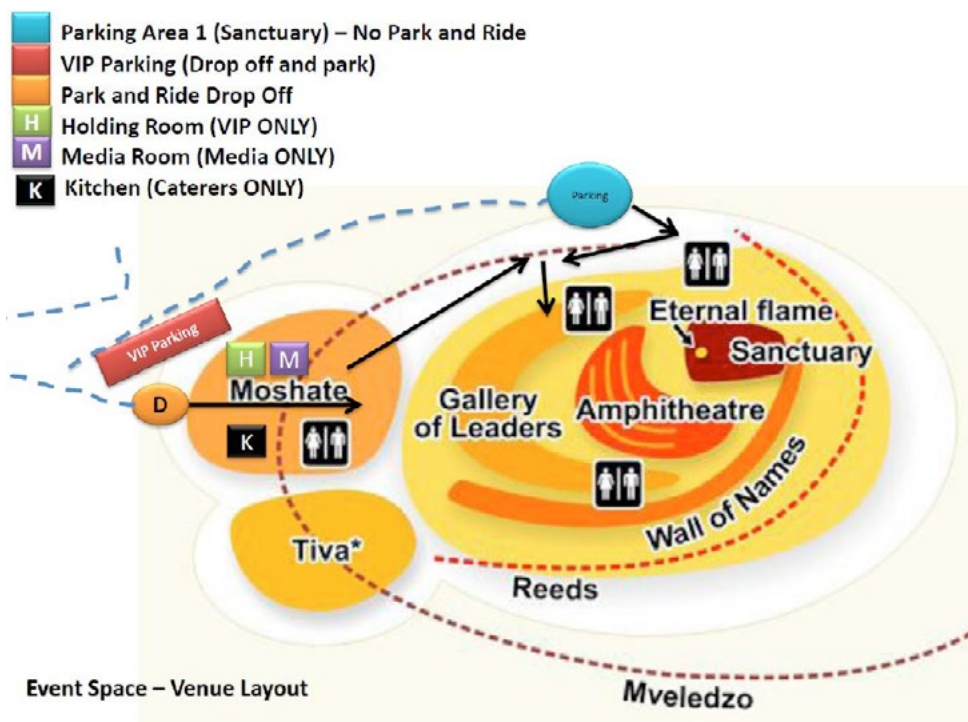 Parking Area 1 (Sanctuary) – No Park and Ride
VIP Parking (Drop off and park)
Park and Ride Drop Off
H Holding Room (VIP ONLY)
M Media Room (Media ONLY)
K Kitchen (Caterers ONLY)
Parking
VIP Parking
Eternal flame
Sanctuary
H M
Moshate
D
K
Gallery
of Leaders
Amphitheatre
Wall of Names
Tiva*
Reeds
Event Space – Venue Layout
Mveledzo